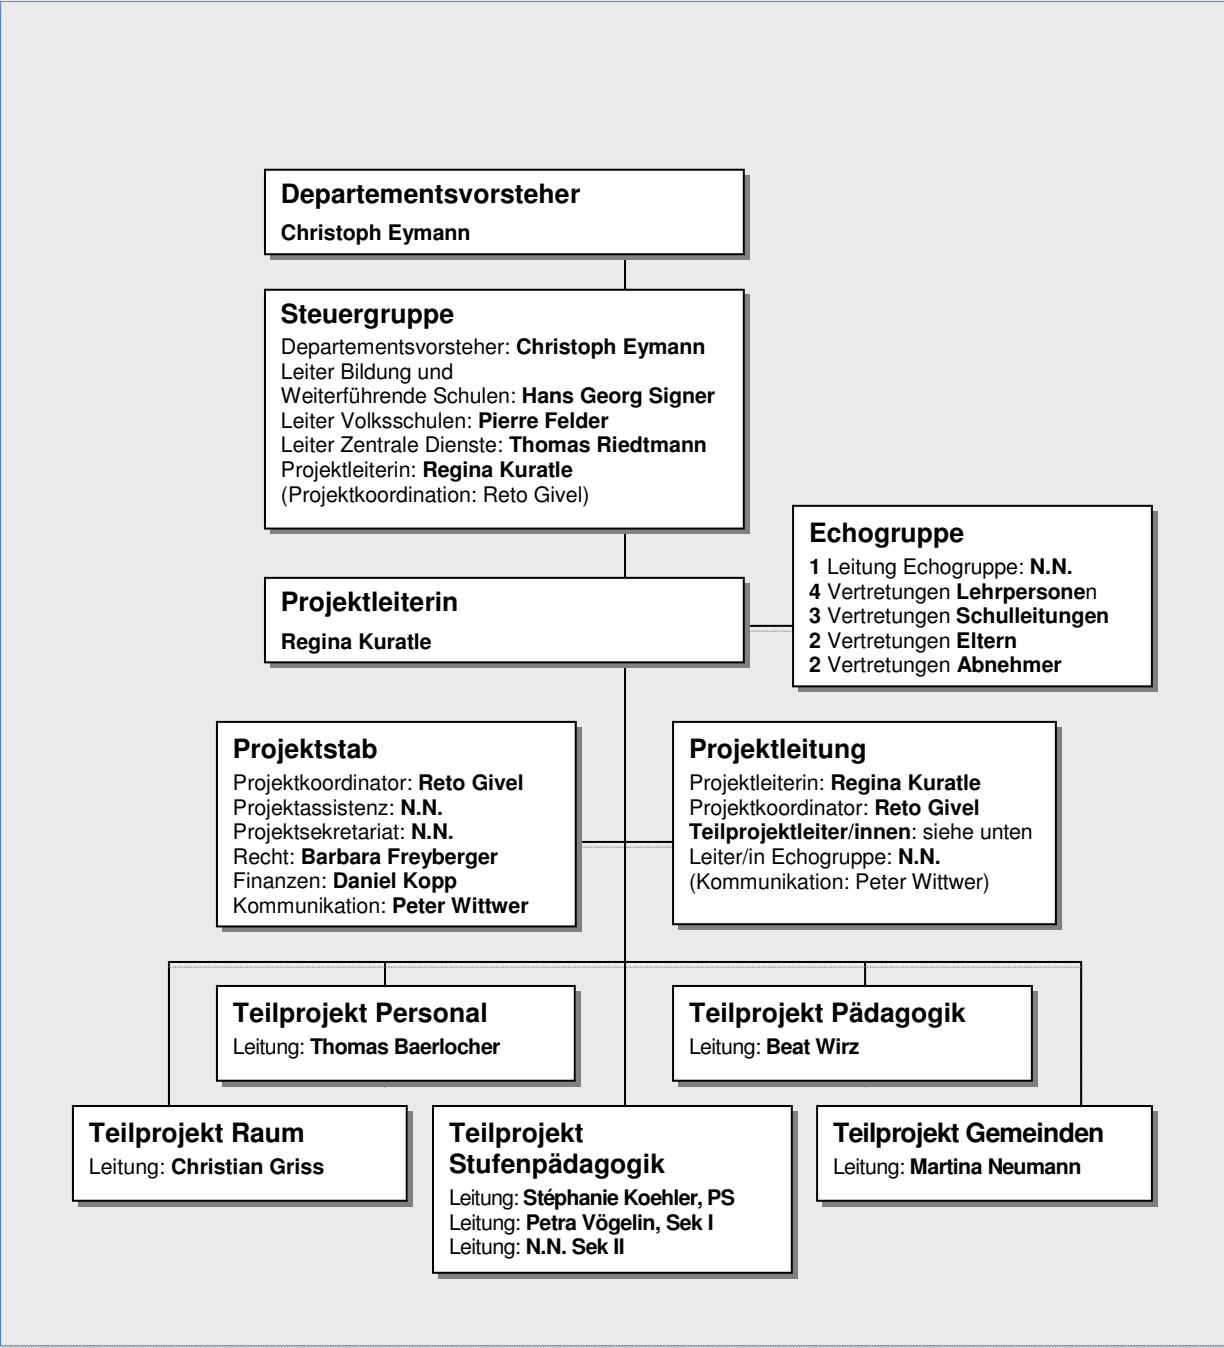 Departementsvorsteher
Christoph Eymann
Steuergruppe
Departementsvorsteher: Christoph Eymann
Leiter Bildung und
Weiterführende Schulen: Hans Georg Signer
Leiter Volksschulen: Pierre Felder
Leiter Zentrale Dienste: Thomas Riedtmann
Projektleiterin: Regina Kuratle
(Projektkoordination: Reto Givel)
Echogruppe
1 Leitung Echogruppe: N.N.
4 Vertretungen Lehrpersonen
3 Vertretungen Schulleitungen
2 Vertretungen Eltern
2 Vertretungen Abnehmer
Projektleiterin
Regina Kuratle
Projektstab
Projektkoordinator: Reto Givel
Projektassistenz: N.N.
Projektsekretariat: N.N.
Recht: Barbara Freyberger
Finanzen: Daniel Kopp
Kommunikation: Peter Wittwer
Projektleitung
Projektleiterin: Regina Kuratle
Projektkoordinator: Reto Givel
Teilprojektleiter/innen: siehe unten
Leiter/in Echogruppe: N.N.
(Kommunikation: Peter Wittwer)
Teilprojekt Personal
Leitung: Thomas Baerlocher
Teilprojekt Pädagogik
Leitung: Beat Wirz
Teilprojekt Raum
Leitung: Christian Griss
Teilprojekt
Stufenpädagogik
Leitung: Stéphanie Koehler, PS
Leitung: Petra Vögelin, Sek I
Leitung: N.N. Sek II
Teilprojekt Gemeinden
Leitung: Martina Neumann